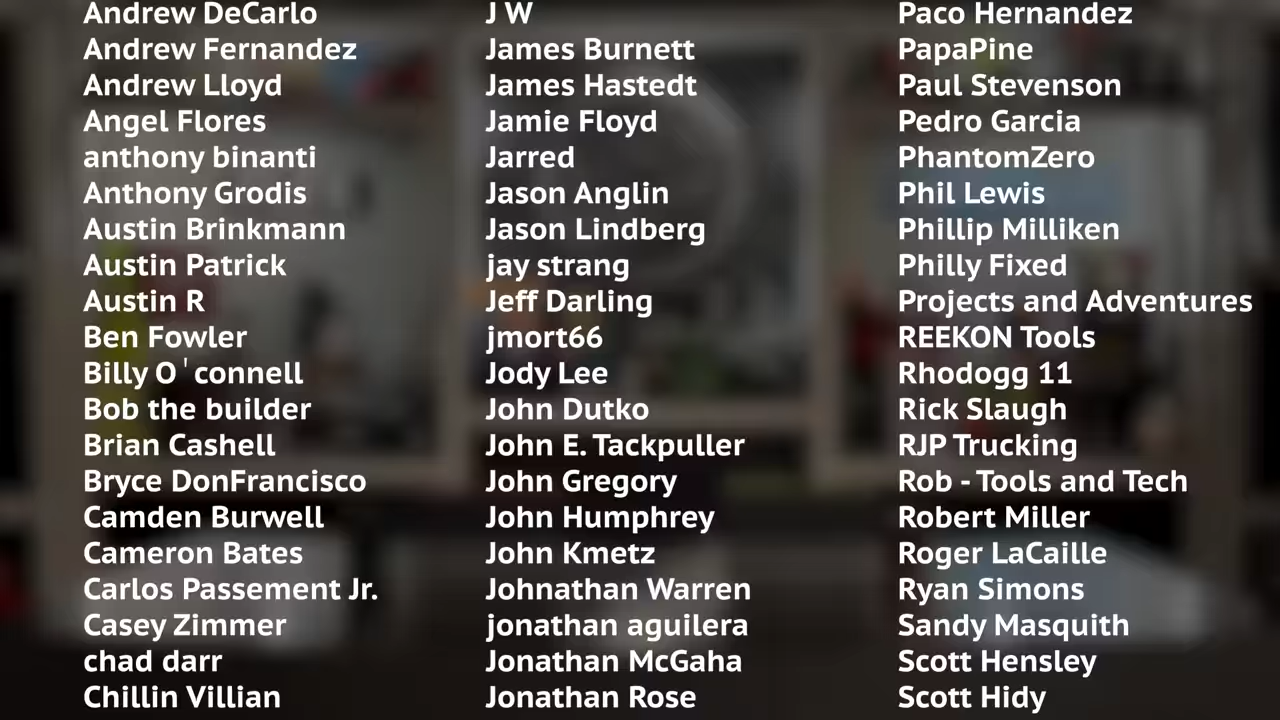 Andrew DeCarlo
Andrew Fernandez
Andrew Lloyd
Angel Flores
anthony binanti
Anthony Grodis
Austin Brinkmann
Austin Patrick
Austin R
Ben Fowler
Billy O'connell
Bob the builder
Brian Cashell
Bryce DonFrancisco
Camden Burwell
Cameron Bates
Carlos Passement Jr.
Casey Zimmer
chad darr
Chillin Villian
J W
James Burnett
James Hastedt
Jamie Floyd
Jarred
Jason Anglin
Jason Lindberg
jay strang
Jeff Darling
jmort66
Jody Lee
John Dutko
John E. Tackpuller
John Gregory
John Humphrey
John Kmetz
Johnathan Warren
jonathan aguilera
Jonathan McGaha
Jonathan Rose
Paco Hernandez
PapaPine
Paul Stevenson
Pedro Garcia
PhantomZero
Phil Lewis
Phillip Milliken
Philly Fixed
Projects and Adventures
REEKON Tools
Rhodogg 11
Rick Slaugh
RJP Trucking
Rob - Tools and Tech
Robert Miller
Roger LaCaille
Ryan Simons
Sandy Masquith
Scott Hensley
Scott Hidy